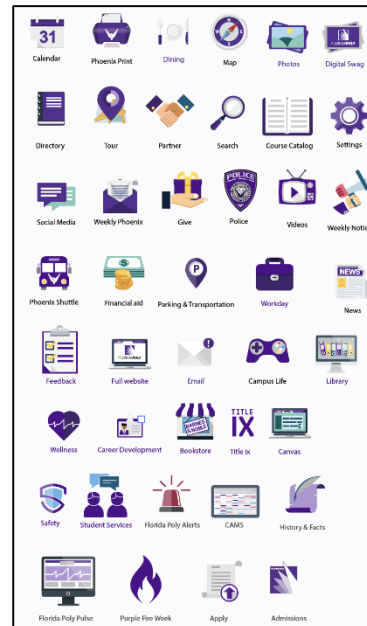 31
Calendar
Phoenix Print
Dining
Map
Photos
Digital Swag
Directory
Tour
Partner
Search
Course Catalog
Settings
Social Media
Weekly Phoenix
Give
POLICE
Police
Videos
Weekly Notic
Phoenix Shuttle
$
Financial aid
P
Parking & Transportation
Workday
NEWS
News
Feedback
Full website
Email
Campus Life
Library
Wellness
Career Development
BARNES
& NOBLE
Bookstore
TITLE
IX
Title ix
Canvas
Safety
Student Services
Florida Poly Alerts
CAMS
History & Facts
Florida Poly Pulse
Purple Fire Week
Apply
Admissions